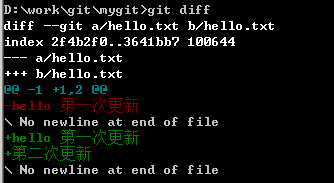 D:\work\git\mygit>git diff
diff --git a/hello.txt b/hello.txt
index 2f4b2f0..3641bb7 100644
--- a/hello.txt
+++ b/hello.txt
@@ -1 +1,2 @@
-hello 第一次更新
\ No newline at end of file
+hello 第一次更新
+第二次更新
\ No newline at end of file